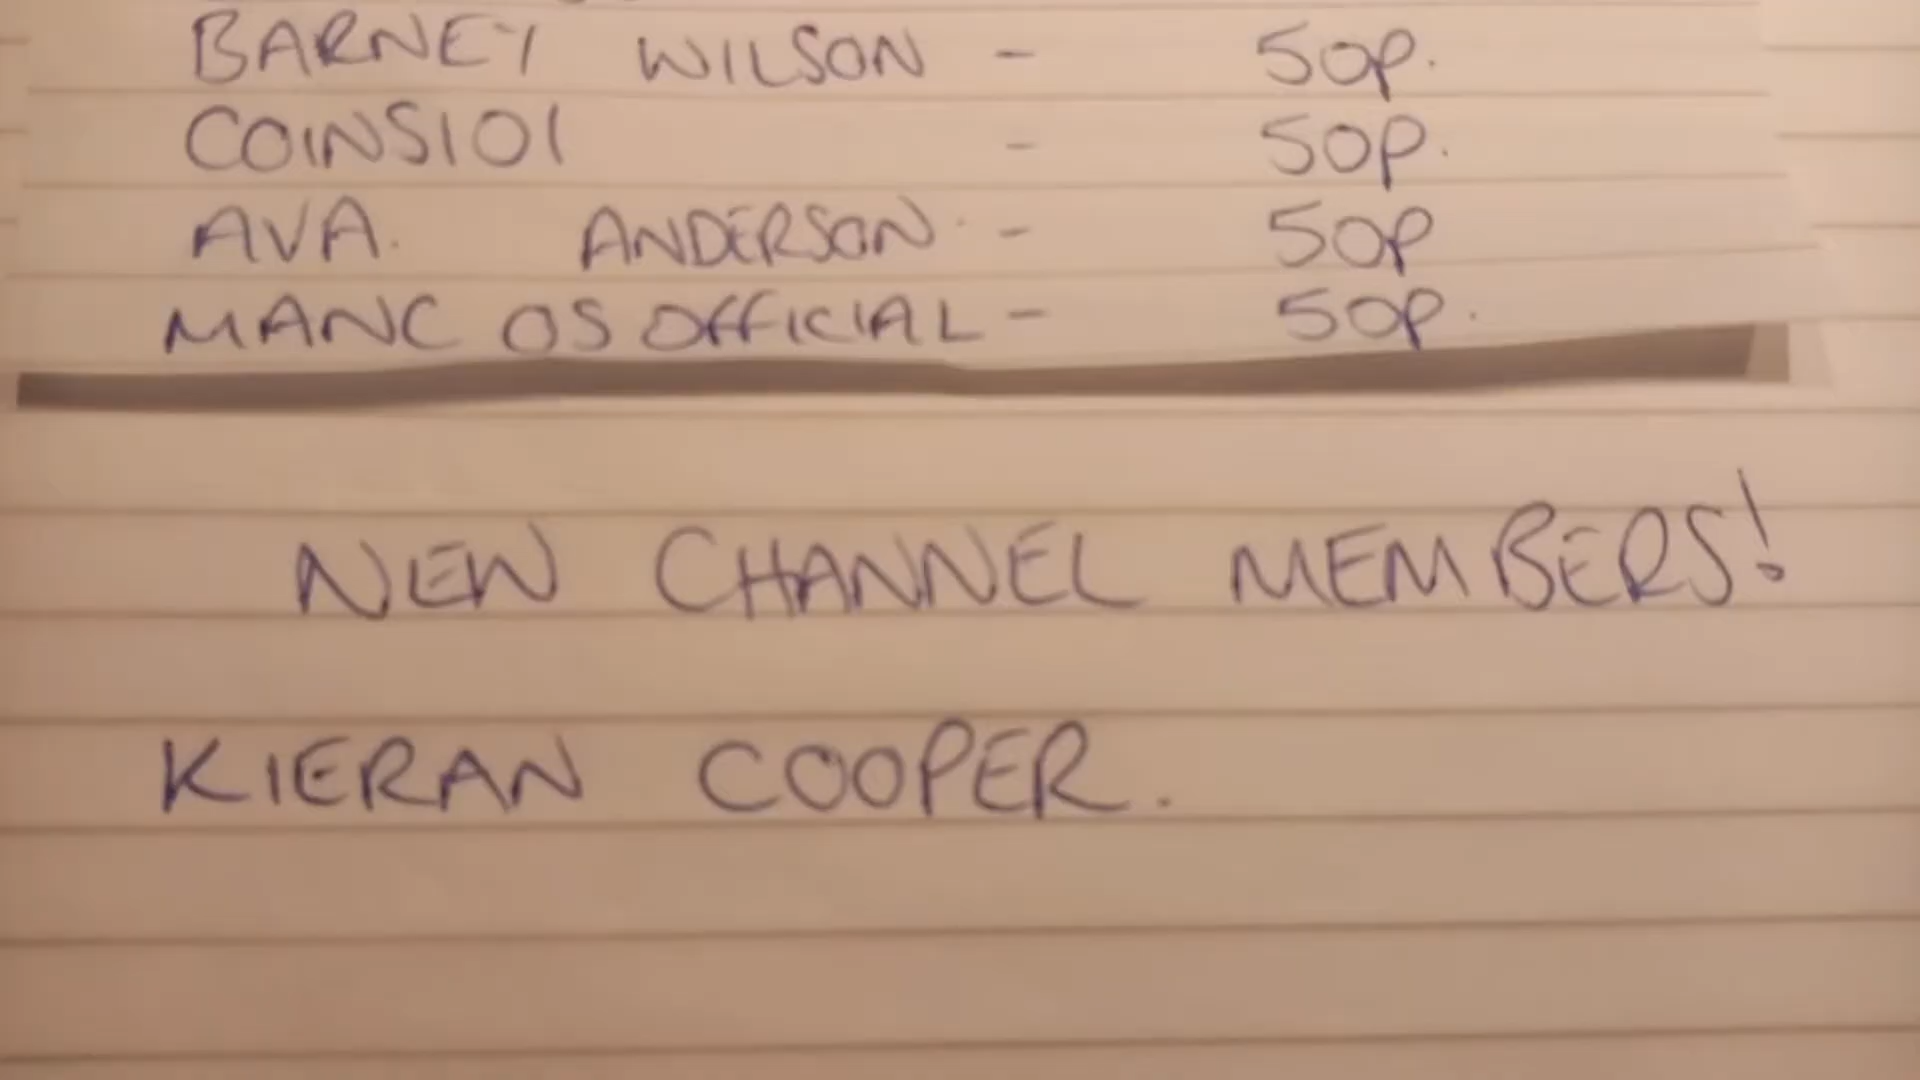 BARNEY WILSON - 50p.
COINS101 - 50p.
AVA. ANDERSON - 50p
MANC OS OFFICIAL - 50p.
NEW CHANNEL MEMBERS!
KIERAN COOPER.